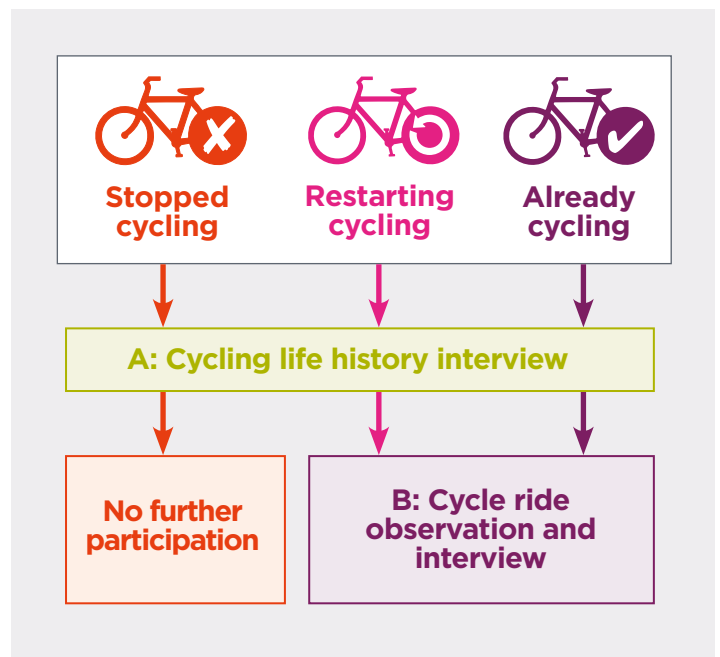 Stopped
cycling
Restarting
cycling
Already
cycling
A: Cycling life history interview
No further
participation
B: Cycle ride
observation and
interview